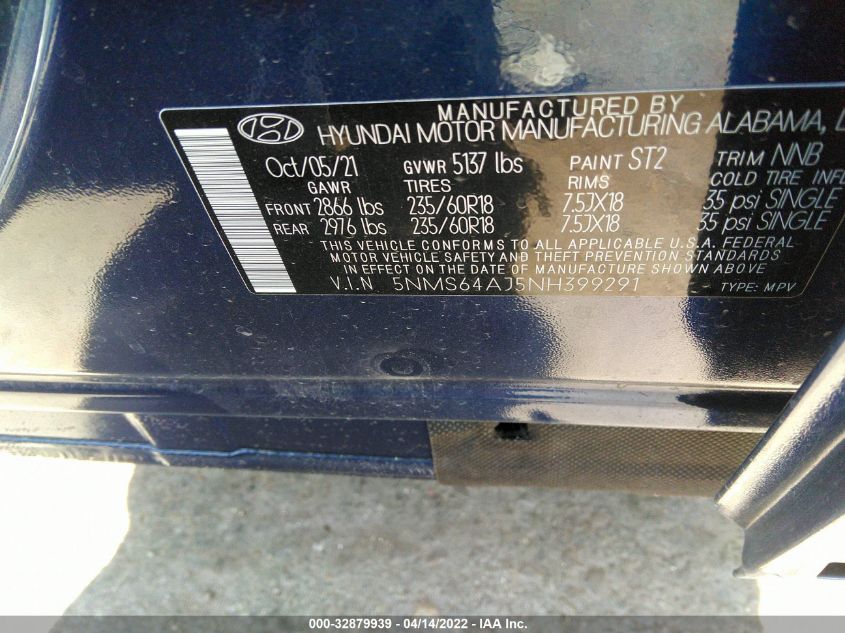 MANUFACTURED BY
HYUNDAI MOTOR MANUFACTURING ALABAMA,
Oct/05/21 GVWR 5137 lbs PAINT ST2 TRIM NNB
GAWR TIRES RIMS COLD TIRE INFL
FRONT 2866 lbs 235/60R18 7.5JX18 35 psi SINGLE
REAR 2976 lbs 235/60R18 7.5JX18 35 psi SINGLE
THIS VEHICLE CONFORMS TO ALL APPLICABLE U.S.A. FEDERAL
MOTOR VEHICLE SAFETY AND THEFT PREVENTION STANDARDS
IN EFFECT ON THE DATE OF MANUFACTURE SHOWN ABOVE
V.I.N 5NMS64AJ5NH399291 TYPE: MPV
000-32879939 - 04/14/2022 - IAA Inc.